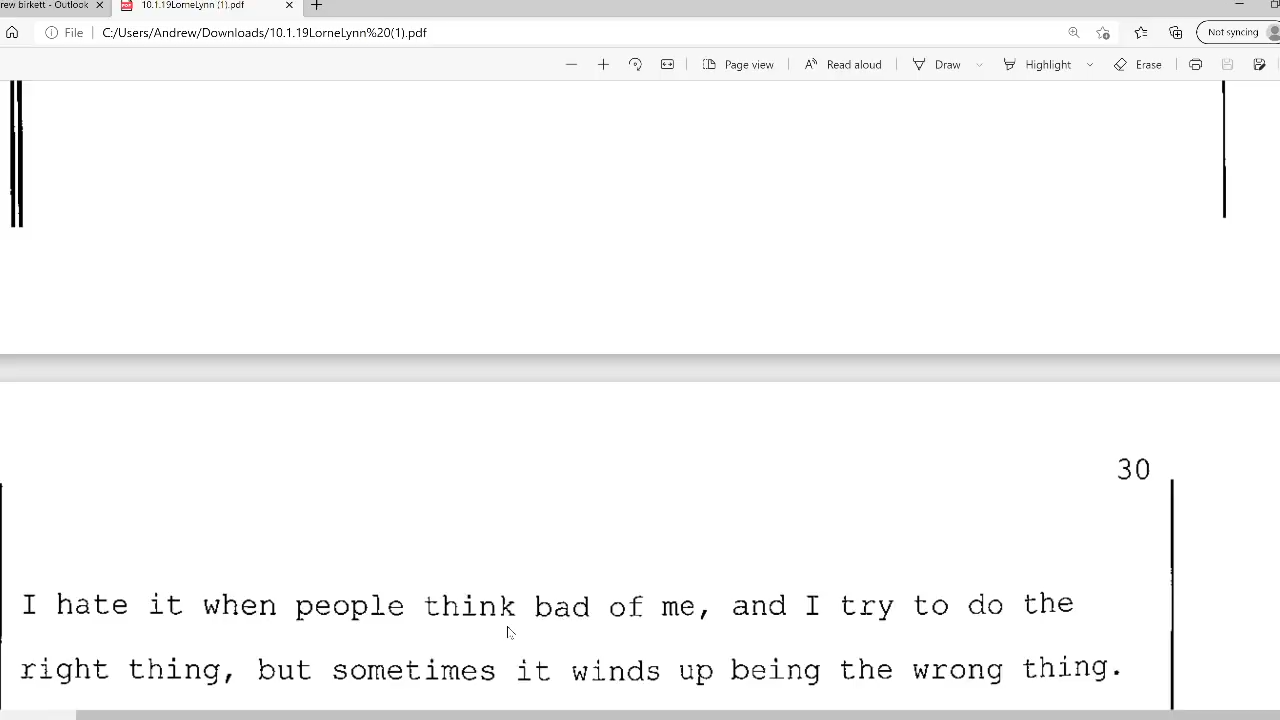 rew birkett - Outlook
10.1.19LorneLynn (1).pdf
File
C:/Users/Andrew/Downloads/10.1.19LorneLynn%20(1).pdf
Not syncing
Page view
Read aloud
Draw
Highlight
Erase
30
I hate it when people think bad of me, and I try to do the
right thing, but sometimes it winds up being the wrong thing.